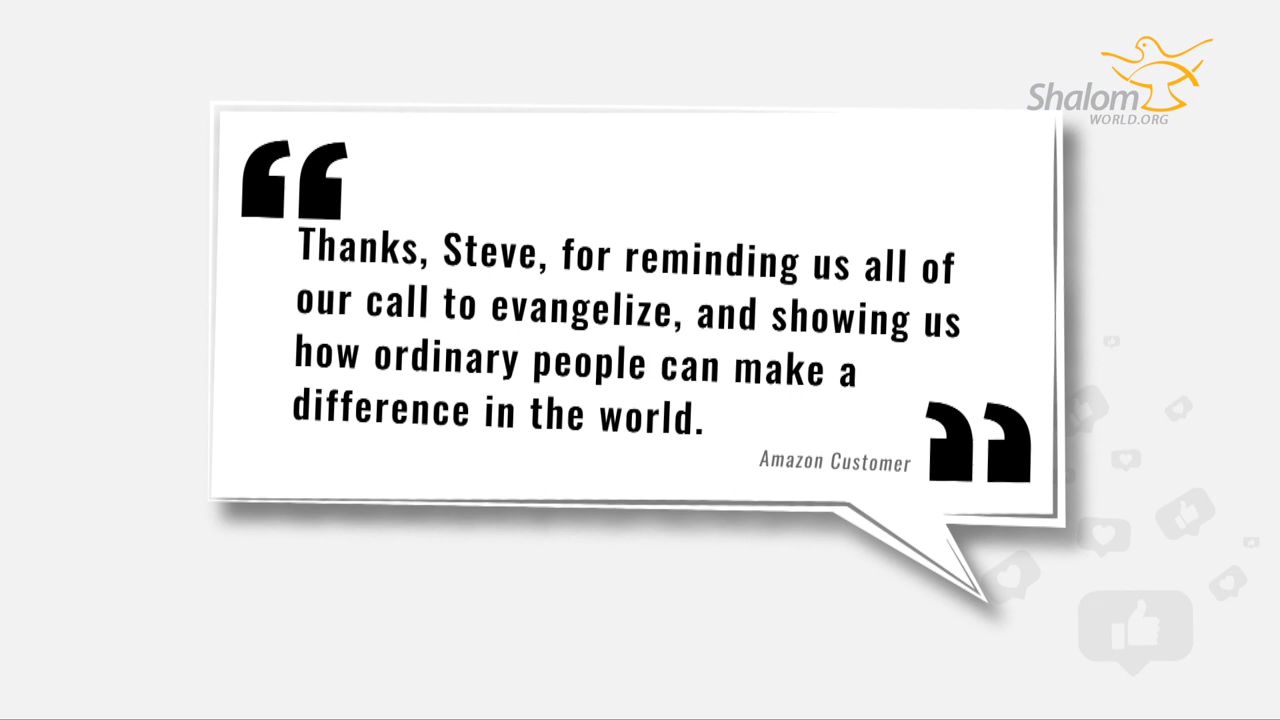 Shalom
WORLD.ORG
“
Thanks, Steve, for reminding us all of
our call to evangelize, and showing us
how ordinary people can make a
difference in the world.
Amazon Customer
”